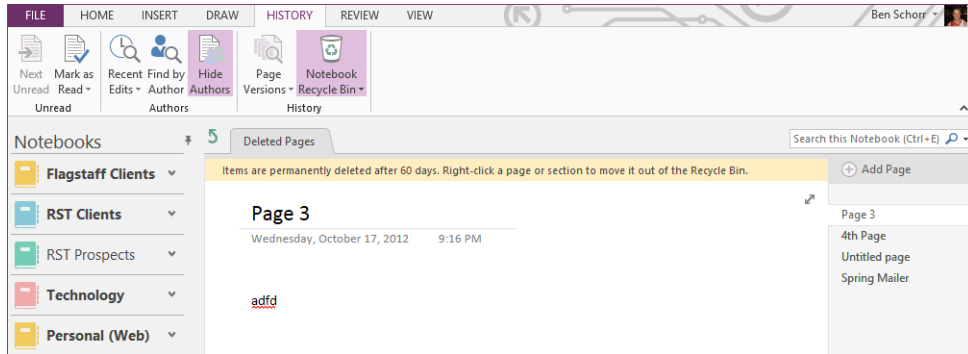 FILE HOME INSERT DRAW HISTORY REVIEW VIEW Ben Schorr
Next Unread
Mark as Read
Recent Edits
Find by Author
Hide Authors
Page Versions
Notebook Recycle Bin
Unread Authors History
Notebooks
Deleted Pages
Search this Notebook (Ctrl+E)
Items are permanently deleted after 60 days. Right-click a page or section to move it out of the Recycle Bin.
Add Page
Flagstaff Clients
RST Clients
RST Prospects
Technology
Personal (Web)
Page 3
Wednesday, October 17, 2012 9:16 PM
adfd
Page 3
4th Page
Untitled page
Spring Mailer